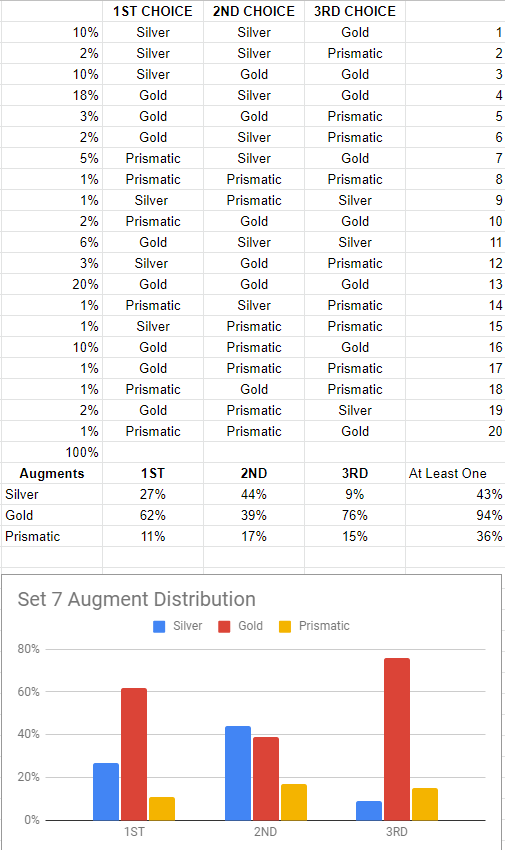 1ST CHOICE 2ND CHOICE 3RD CHOICE
10% Silver Silver Gold 1
2% Silver Silver Prismatic 2
10% Silver Gold Gold 3
18% Gold Silver Gold 4
3% Gold Gold Prismatic 5
2% Gold Silver Prismatic 6
5% Prismatic Silver Gold 7
1% Prismatic Prismatic Prismatic 8
1% Silver Prismatic Silver 9
2% Prismatic Gold Gold 10
6% Gold Silver Silver 11
3% Silver Gold Prismatic 12
20% Gold Gold Gold 13
1% Prismatic Silver Prismatic 14
1% Silver Prismatic Prismatic 15
10% Gold Prismatic Gold 16
1% Gold Prismatic Prismatic 17
1% Prismatic Gold Prismatic 18
2% Gold Prismatic Silver 19
1% Prismatic Prismatic Gold 20
100%
Augments 1ST 2ND 3RD At Least One
Silver 27% 44% 9% 43%
Gold 62% 39% 76% 94%
Prismatic 11% 17% 15% 36%
Set 7 Augment Distribution
Silver Gold Prismatic
80%
60%
40%
20%
0%
1ST 2ND 3RD